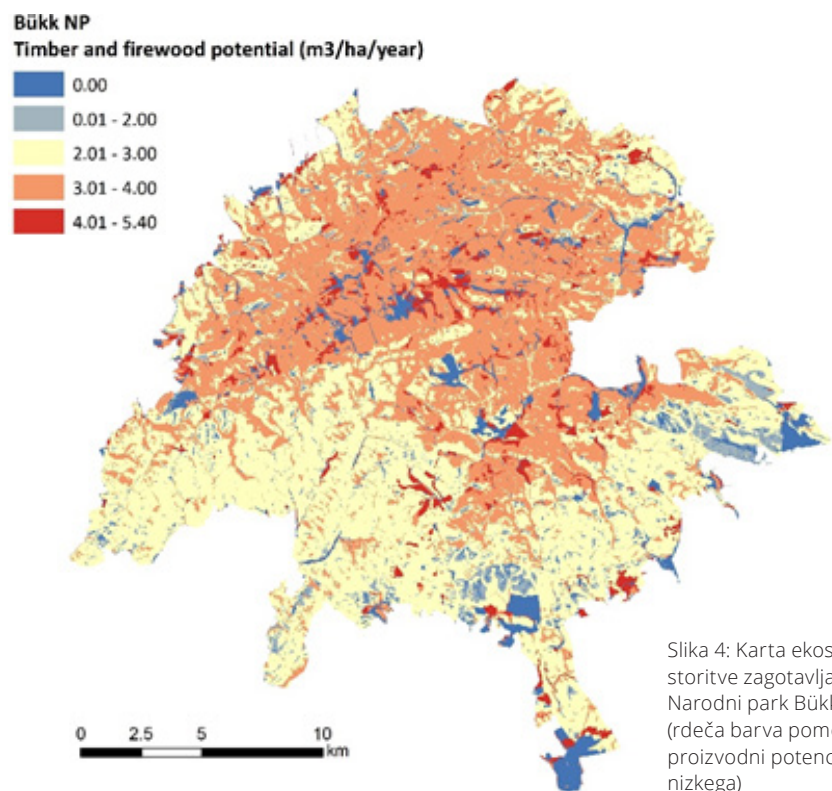 Bükk NP
Timber and firewood potential (m3/ha/year)
0.00
0.01 - 2.00
2.01 - 3.00
3.01 - 4.00
4.01 - 5.40
0 2.5 5 10
km
Slika 4: Karta ekos
storitve zagotavlja
Narodni park Bükk
(rdeča barva pome
proizvodni potenc
nizkega)